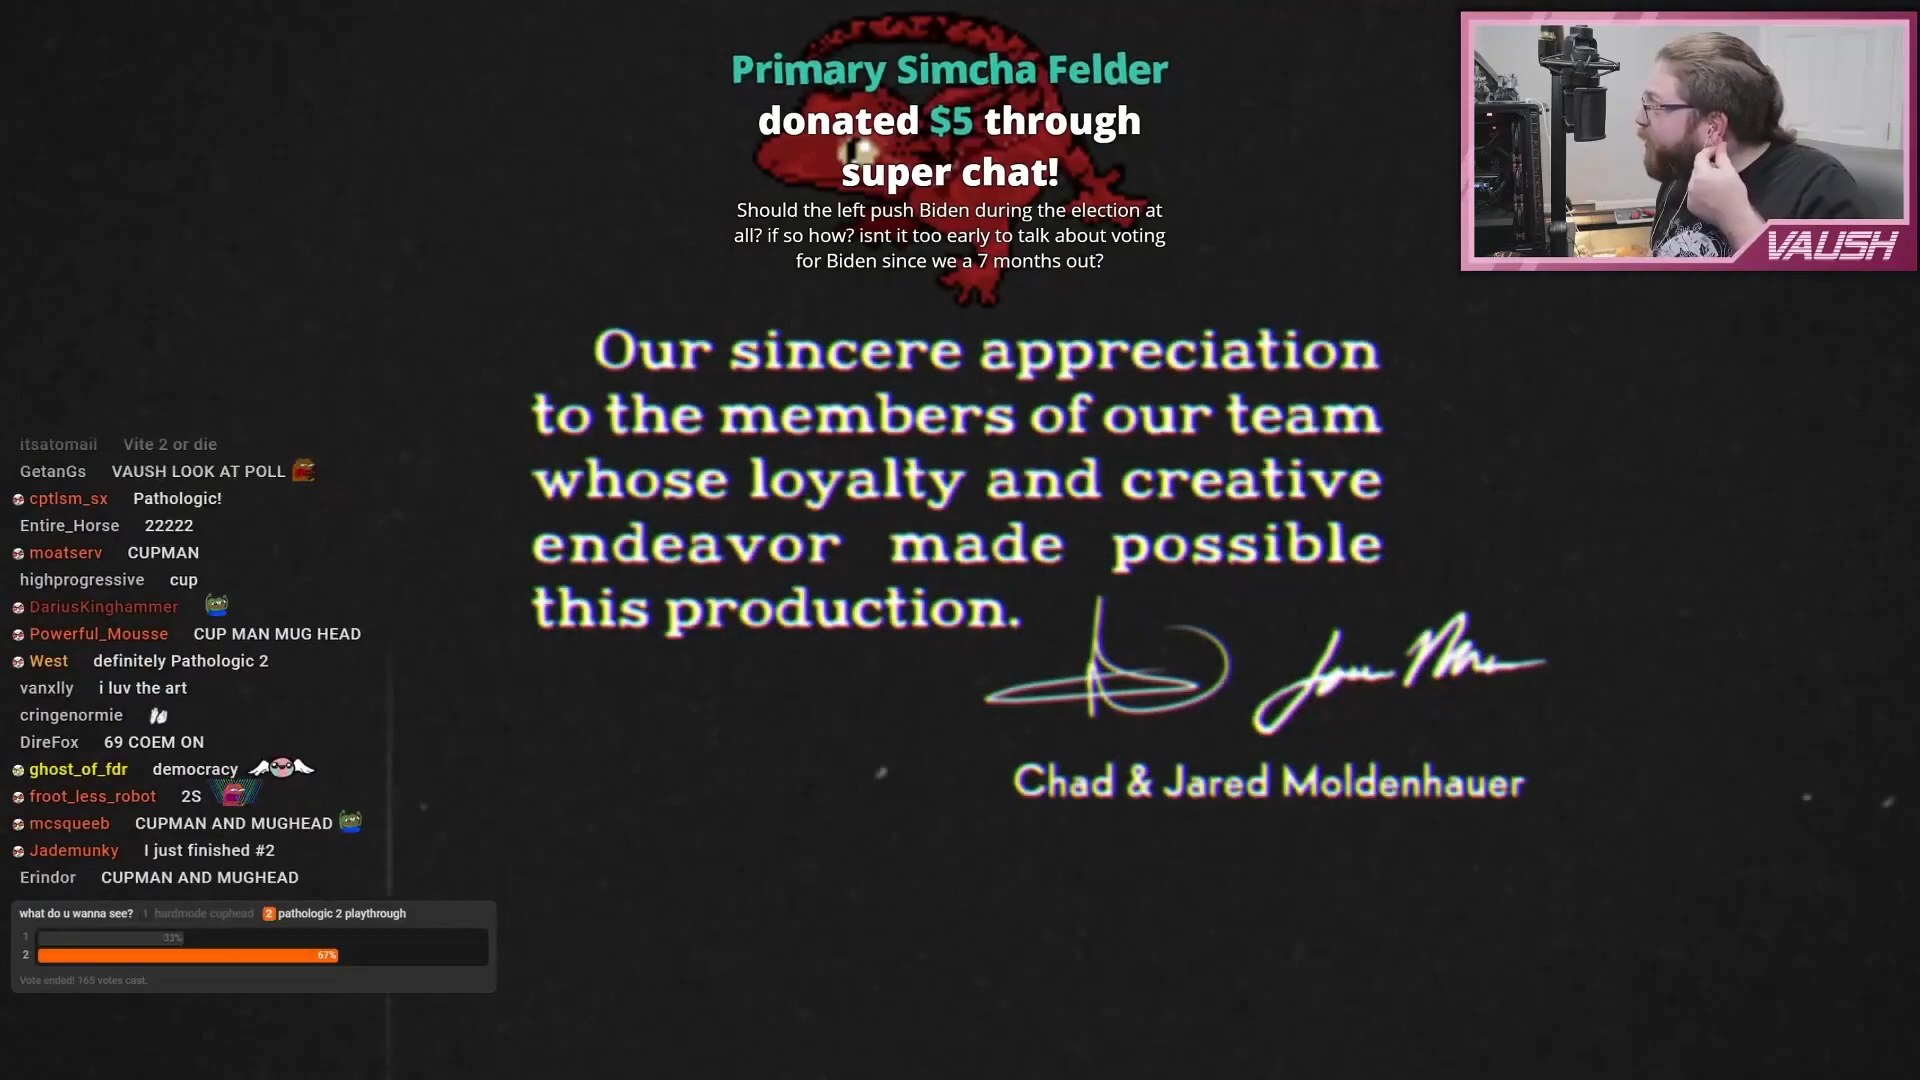 Primary Simcha Felder
donated $5 through
super chat!
Should the left push Biden during the election at
all? if so how? isnt it too early to talk about voting
for Biden since we a 7 months out?
VAUSH
Our sincere appreciation
to the members of our team
whose loyalty and creative
endeavor made possible
this production.
Chad & Jared Moldenhauer
itsatomail Vite 2 or die
GetanGs VAUSH LOOK AT POLL
cptlsm_sx Pathologic!
Entire_Horse 22222
moatserv CUPMAN
highprogressive cup
DariusKinghammer
Powerful_Mousse CUP MAN MUG HEAD
West definitely Pathologic 2
vanxlly i luv the art
cringenormie
DireFox 69 COEM ON
ghost_of_fdr democracy
froot_less_robot 2S
mcsqueeb CUPMAN AND MUGHEAD
Jademunky I just finished #2
Erindor CUPMAN AND MUGHEAD
what do u wanna see? 1 hardmode cuphead 2 pathologic 2 playthrough
1 33%
2 67%
Vote ended! 165 votes cast.